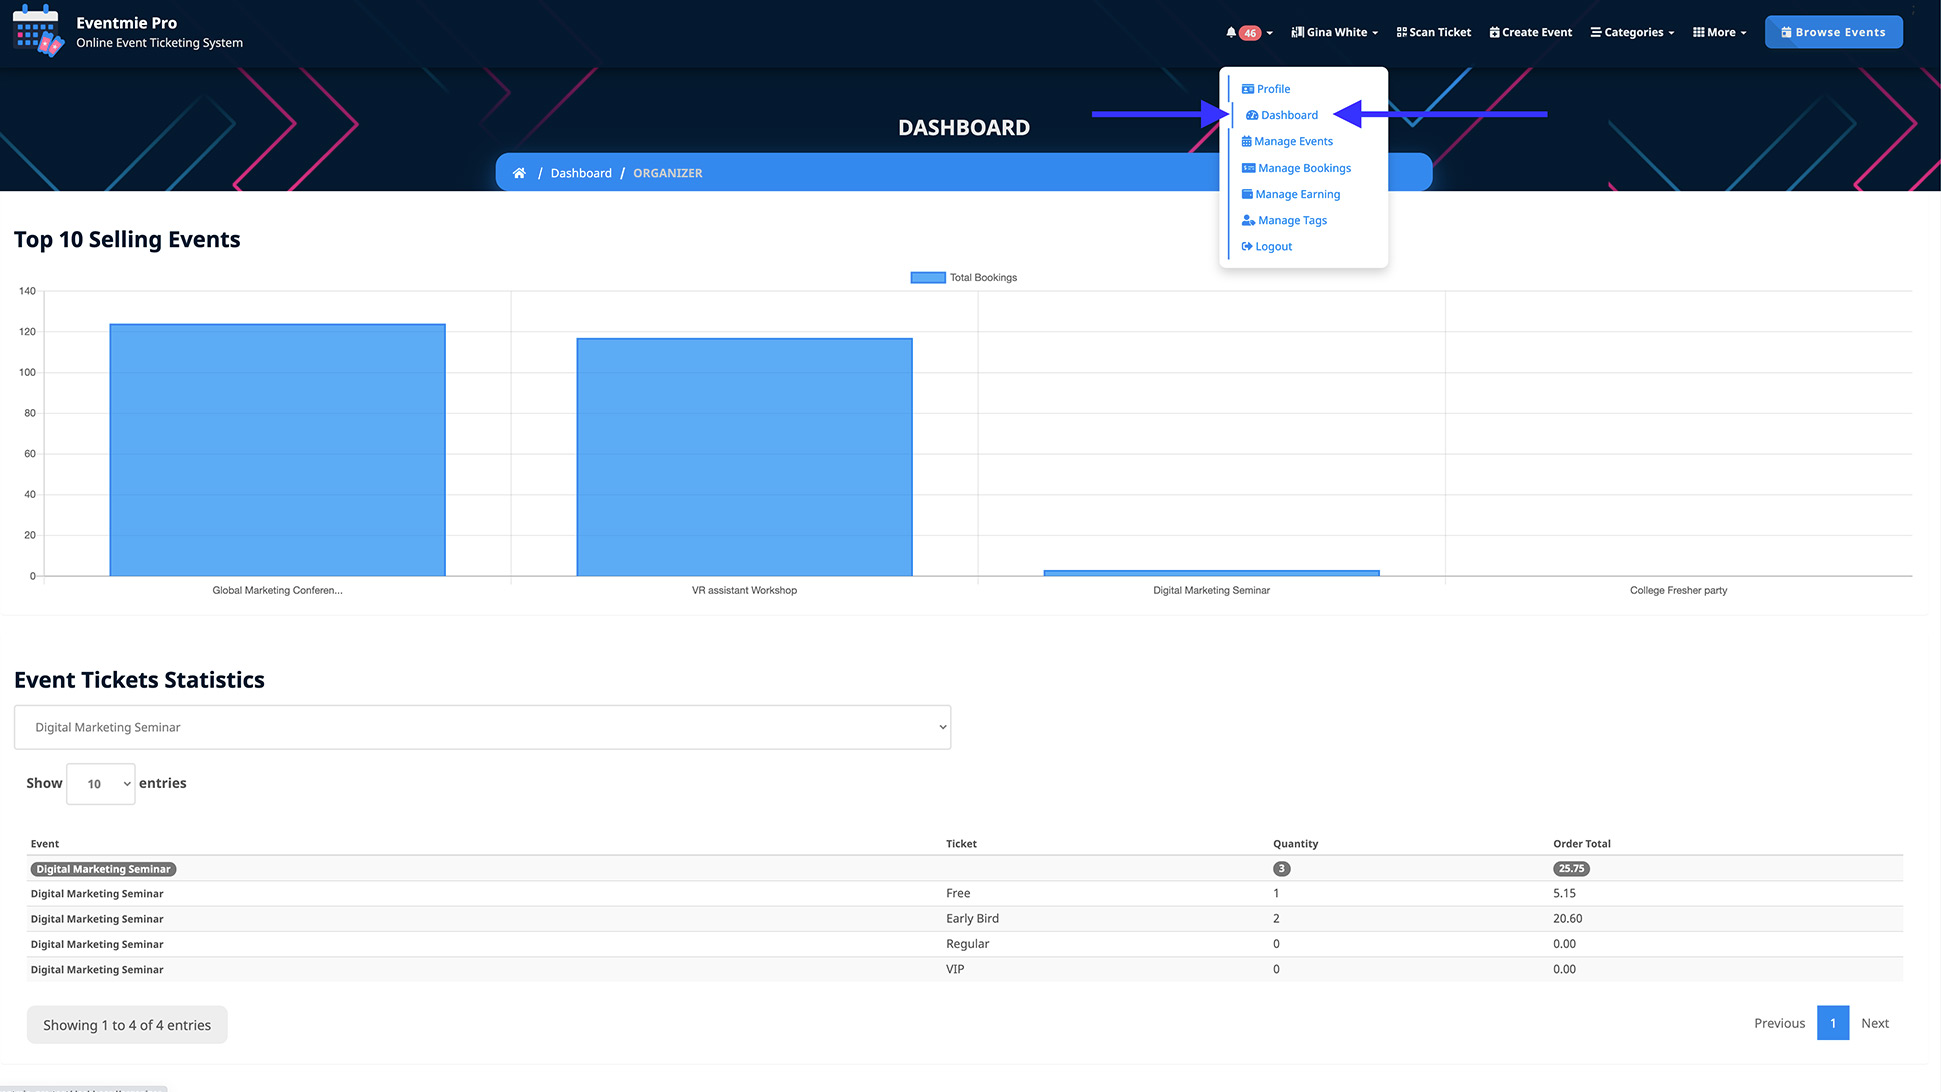 Eventmie Pro
Online Event Ticketing System
46
Gina White
Scan Ticket
Create Event
Categories
More
Browse Events
Profile
Dashboard
Manage Events
Manage Bookings
Manage Earning
Manage Tags
Logout
DASHBOARD
/ Dashboard / ORGANIZER
Top 10 Selling Events
Total Bookings
140
120
100
80
60
40
20
0
Global Marketing Conferen...
VR assistant Workshop
Digital Marketing Seminar
College Fresher party
Event Tickets Statistics
Digital Marketing Seminar
Show 10 entries
Event Ticket Quantity Order Total
Digital Marketing Seminar 3 25.75
Digital Marketing Seminar Free 1 5.15
Digital Marketing Seminar Early Bird 2 20.60
Digital Marketing Seminar Regular 0 0.00
Digital Marketing Seminar VIP 0 0.00
Showing 1 to 4 of 4 entries
Previous 1 Next